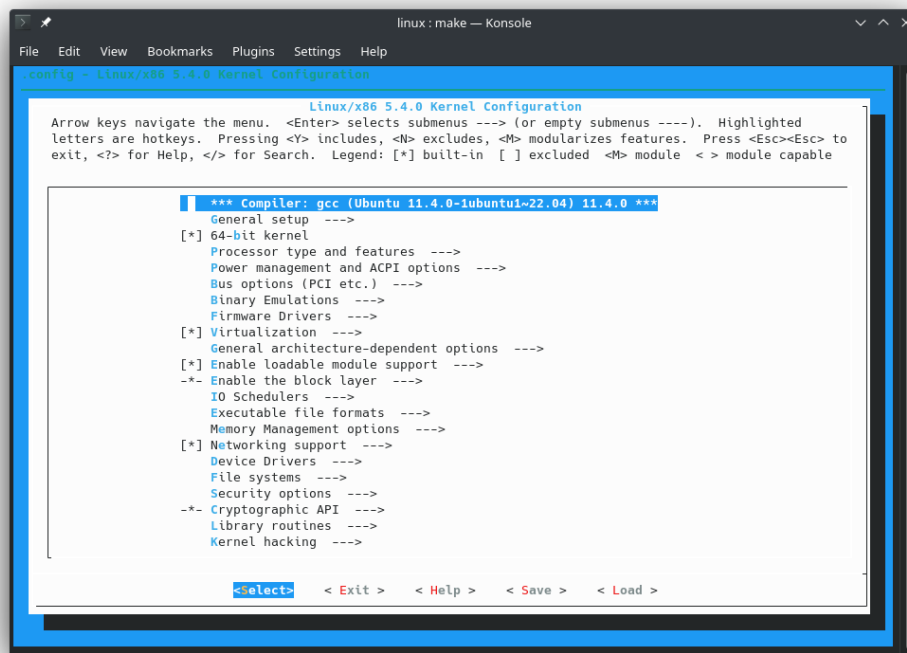 linux : make — Konsole
File Edit View Bookmarks Plugins Settings Help
.config - Linux/x86 5.4.0 Kernel Configuration
Linux/x86 5.4.0 Kernel Configuration
Arrow keys navigate the menu.  <Enter> selects submenus ---> (or empty submenus ----).  Highlighted
letters are hotkeys.  Pressing <Y> includes, <N> excludes, <M> modularizes features.  Press <Esc><Esc> to
exit, <?> for Help, </> for Search.  Legend: [*] built-in  [ ] excluded  <M> module  < > module capable
*** Compiler: gcc (Ubuntu 11.4.0-1ubuntu1~22.04) 11.4.0 ***
General setup  --->
[*] 64-bit kernel
Processor type and features  --->
Power management and ACPI options  --->
Bus options (PCI etc.)  --->
Binary Emulations  --->
Firmware Drivers  --->
[*] Virtualization  --->
General architecture-dependent options  --->
[*] Enable loadable module support  --->
-*- Enable the block layer  --->
IO Schedulers  --->
Executable file formats  --->
Memory Management options  --->
[*] Networking support  --->
Device Drivers  --->
File systems  --->
Security options  --->
-*- Cryptographic API  --->
Library routines  --->
Kernel hacking  --->
<Select>    < Exit >    < Help >    < Save >    < Load >